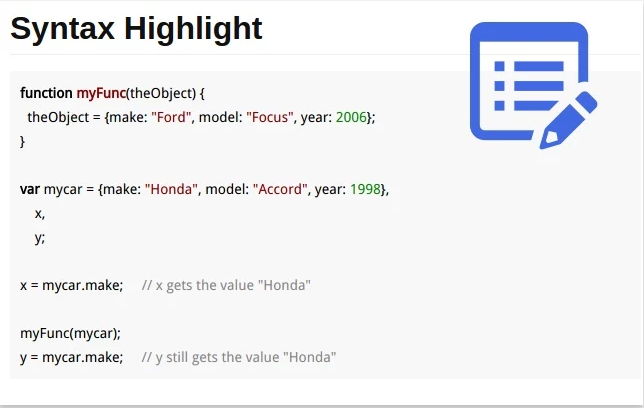 Syntax Highlight
function myFunc(theObject) {
  theObject = {make: "Ford", model: "Focus", year: 2006};
}
var mycar = {make: "Honda", model: "Accord", year: 1998},
    x,
    y;
x = mycar.make;     // x gets the value "Honda"
myFunc(mycar);
y = mycar.make;     // y still gets the value "Honda"